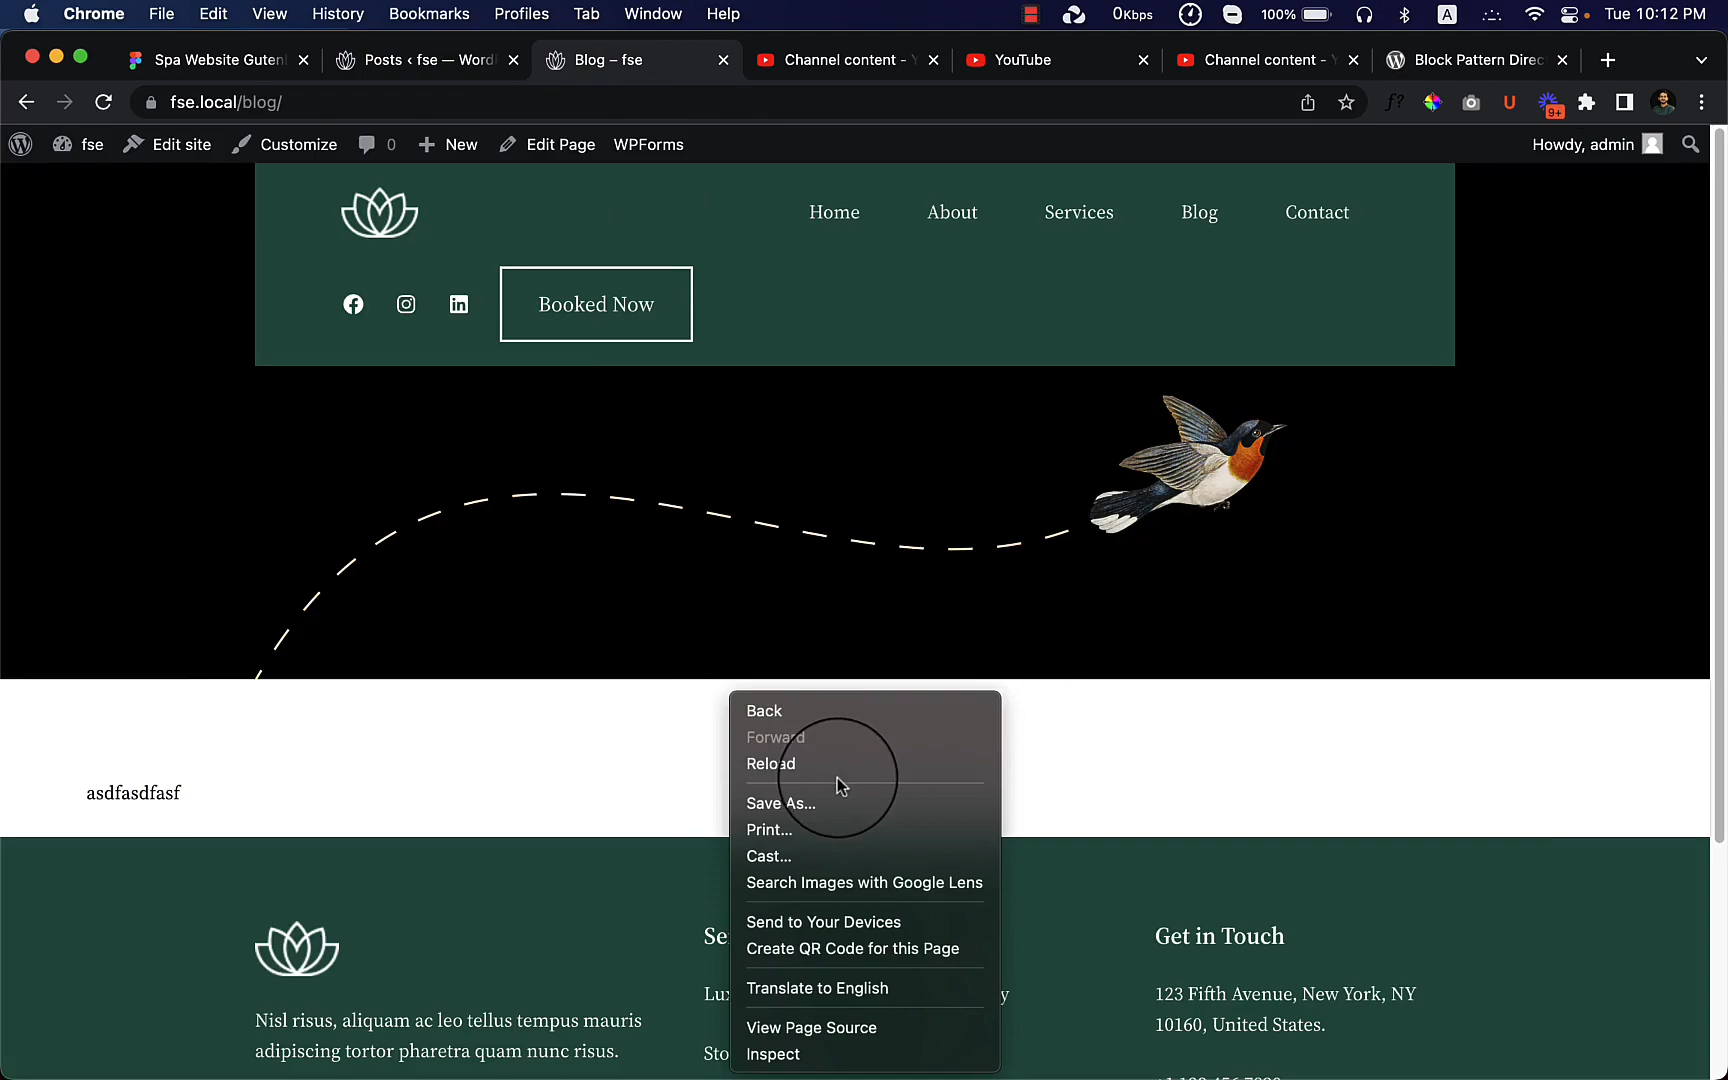 Chrome File Edit View History Bookmarks Profiles Tab Window Help 0Kbps 100% A Tue 10:12 PM
Spa Website Guten Posts ‹ fse — Word Blog – fse Channel content - YouTube Channel content - Block Pattern Direc
fse.local/blog/ f? U 9+
fse Edit site Customize 0 New Edit Page WPForms Howdy, admin
Home About Services Blog Contact
Booked Now
Back
Forward
Reload
asdfasdfasf
Save As...
Print...
Cast...
Search Images with Google Lens
Send to Your Devices
Get in Touch
Create QR Code for this Page
Translate to English
123 Fifth Avenue, New York, NY
10160, United States.
Nisl risus, aliquam ac leo tellus tempus mauris
adipiscing tortor pharetra quam nunc risus.
View Page Source
Inspect